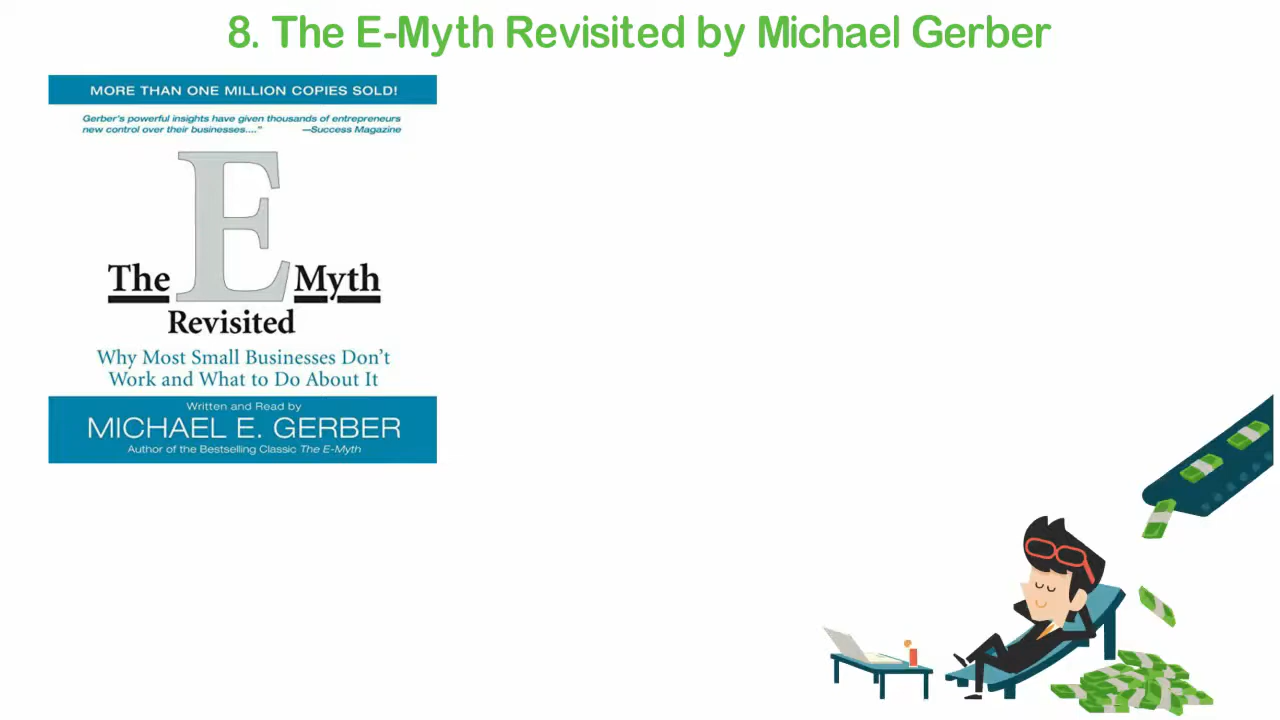 8. The E-Myth Revisited by Michael Gerber
MORE THAN ONE MILLION COPIES SOLD!
Gerber's powerful insights have given thousands of entrepreneurs
new control over their businesses...." —Success Magazine
The E Myth
Revisited
Why Most Small Businesses Don't
Work and What to Do About It
Written and Read by
MICHAEL E. GERBER
Author of the Bestselling Classic The E-Myth